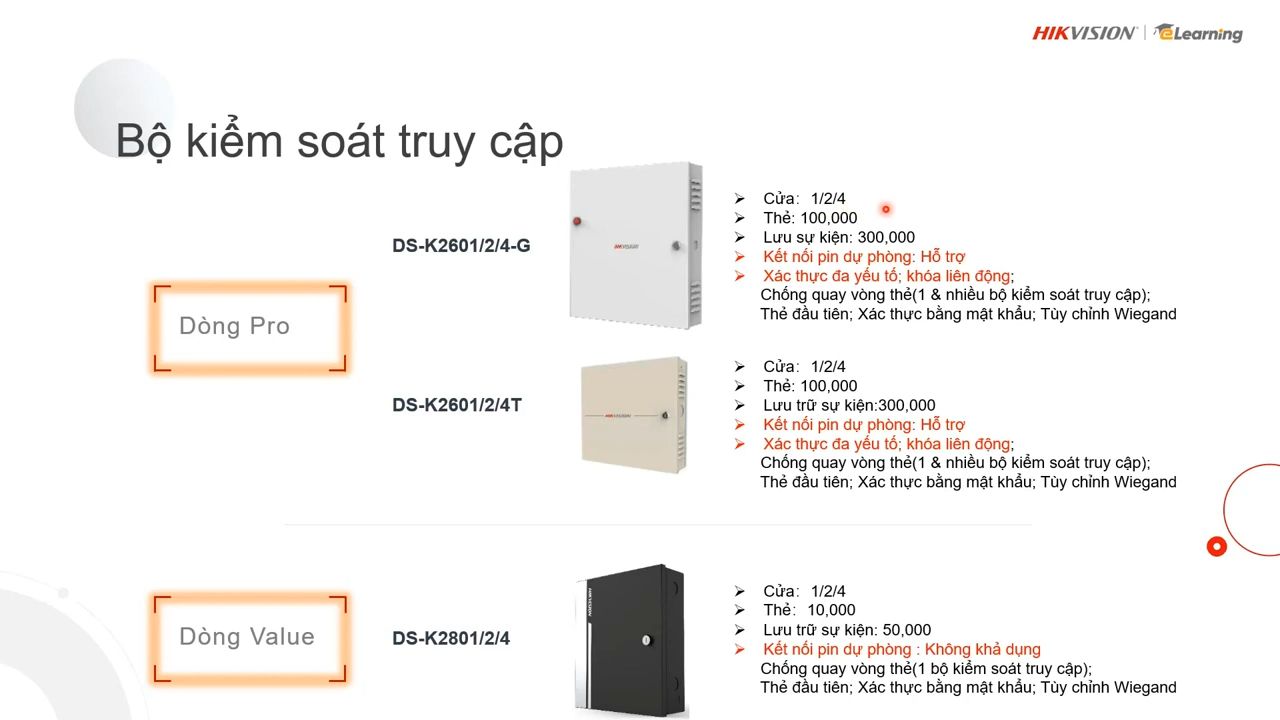 HIKVISION eLearning
Bộ kiểm soát truy cập
Dòng Pro
DS-K2601/2/4-G
HIKVISION
➢ Cửa: 1/2/4
➢ Thẻ: 100,000
➢ Lưu sự kiện: 300,000
➢ Kết nối pin dự phòng: Hỗ trợ
➢ Xác thực đa yếu tố; khóa liên động;
Chống quay vòng thẻ(1 & nhiều bộ kiểm soát truy cập);
Thẻ đầu tiên; Xác thực bằng mật khẩu; Tùy chỉnh Wiegand
DS-K2601/2/4T
HIKVISION
➢ Cửa: 1/2/4
➢ Thẻ: 100,000
➢ Lưu trữ sự kiện:300,000
➢ Kết nối pin dự phòng: Hỗ trợ
➢ Xác thực đa yếu tố; khóa liên động;
Chống quay vòng thẻ(1 & nhiều bộ kiểm soát truy cập);
Thẻ đầu tiên; Xác thực bằng mật khẩu; Tùy chỉnh Wiegand
Dòng Value
DS-K2801/2/4
HIKVISION
➢ Cửa: 1/2/4
➢ Thẻ: 10,000
➢ Lưu trữ sự kiện: 50,000
➢ Kết nối pin dự phòng : Không khả dụng
Chống quay vòng thẻ(1 bộ kiểm soát truy cập);
Thẻ đầu tiên; Xác thực bằng mật khẩu; Tùy chỉnh Wiegand